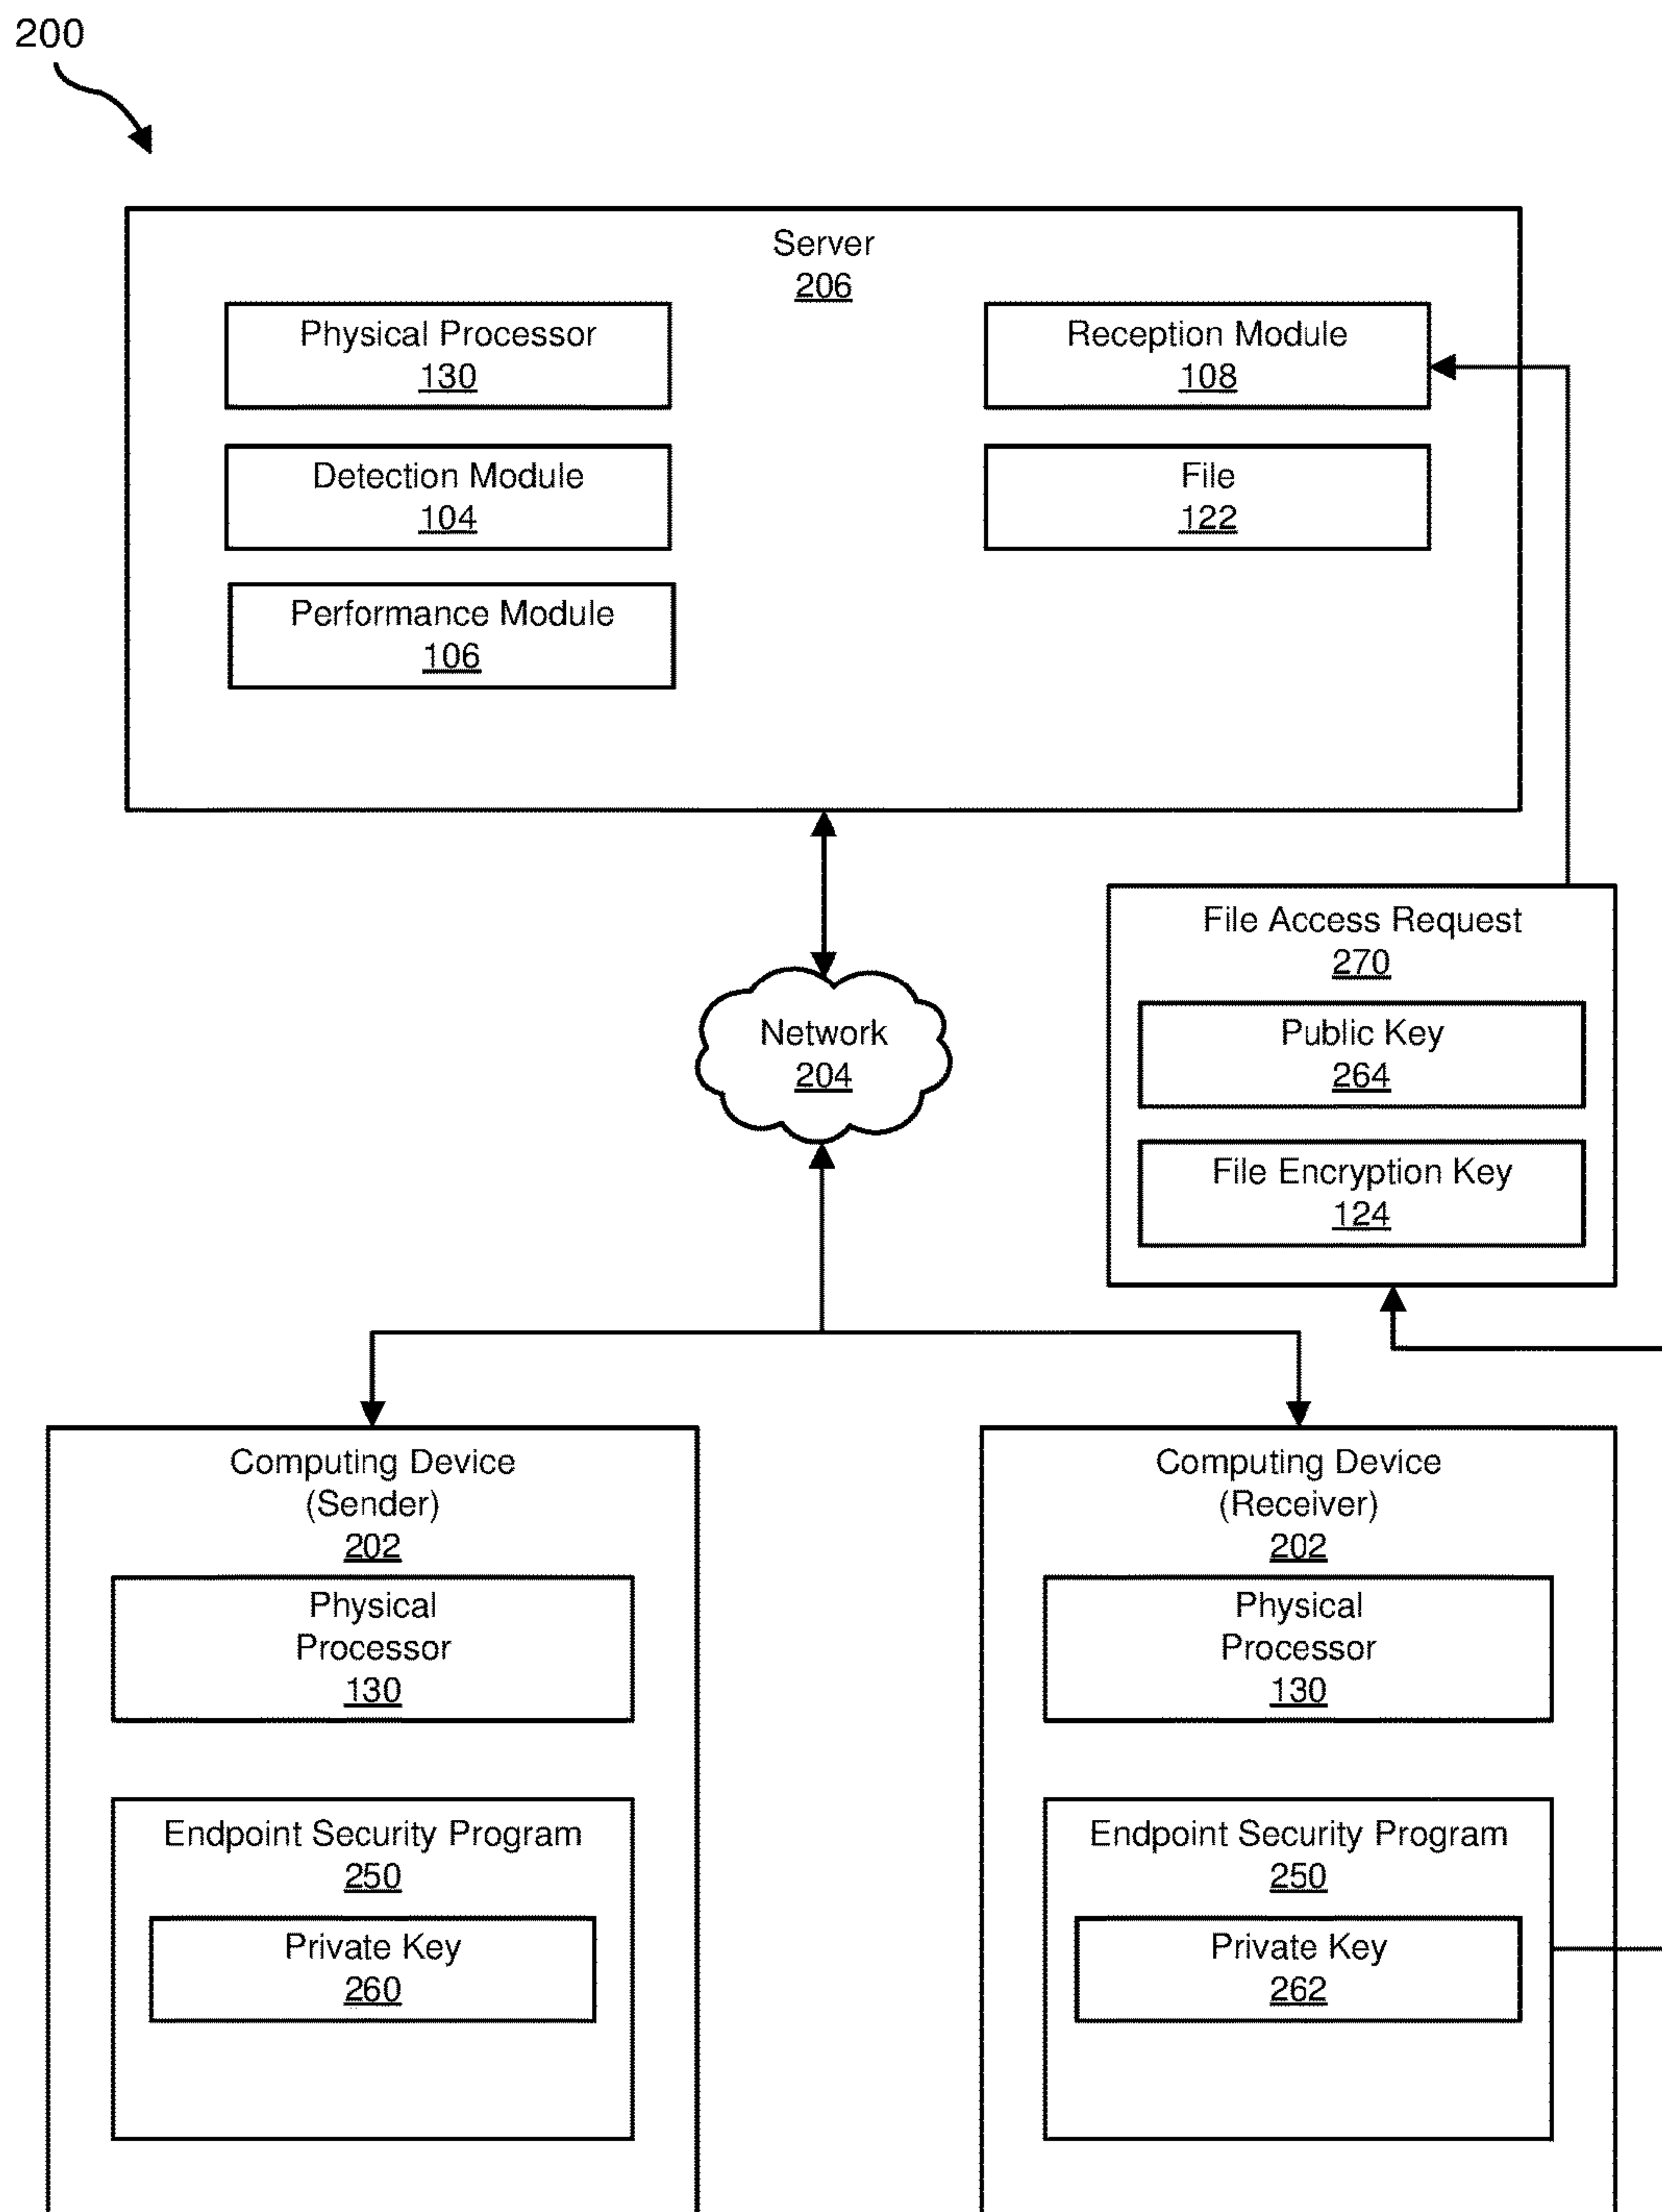 200
Server
206
Physical Processor
130
Reception Module
108
Detection Module
104
File
122
Performance Module
106
File Access Request
270
Public Key
264
File Encryption Key
124
Network
204
Computing Device
(Sender)
202
Physical
Processor
130
Endpoint Security Program
250
Private Key
260
Computing Device
(Receiver)
202
Physical
Processor
130
Endpoint Security Program
250
Private Key
262